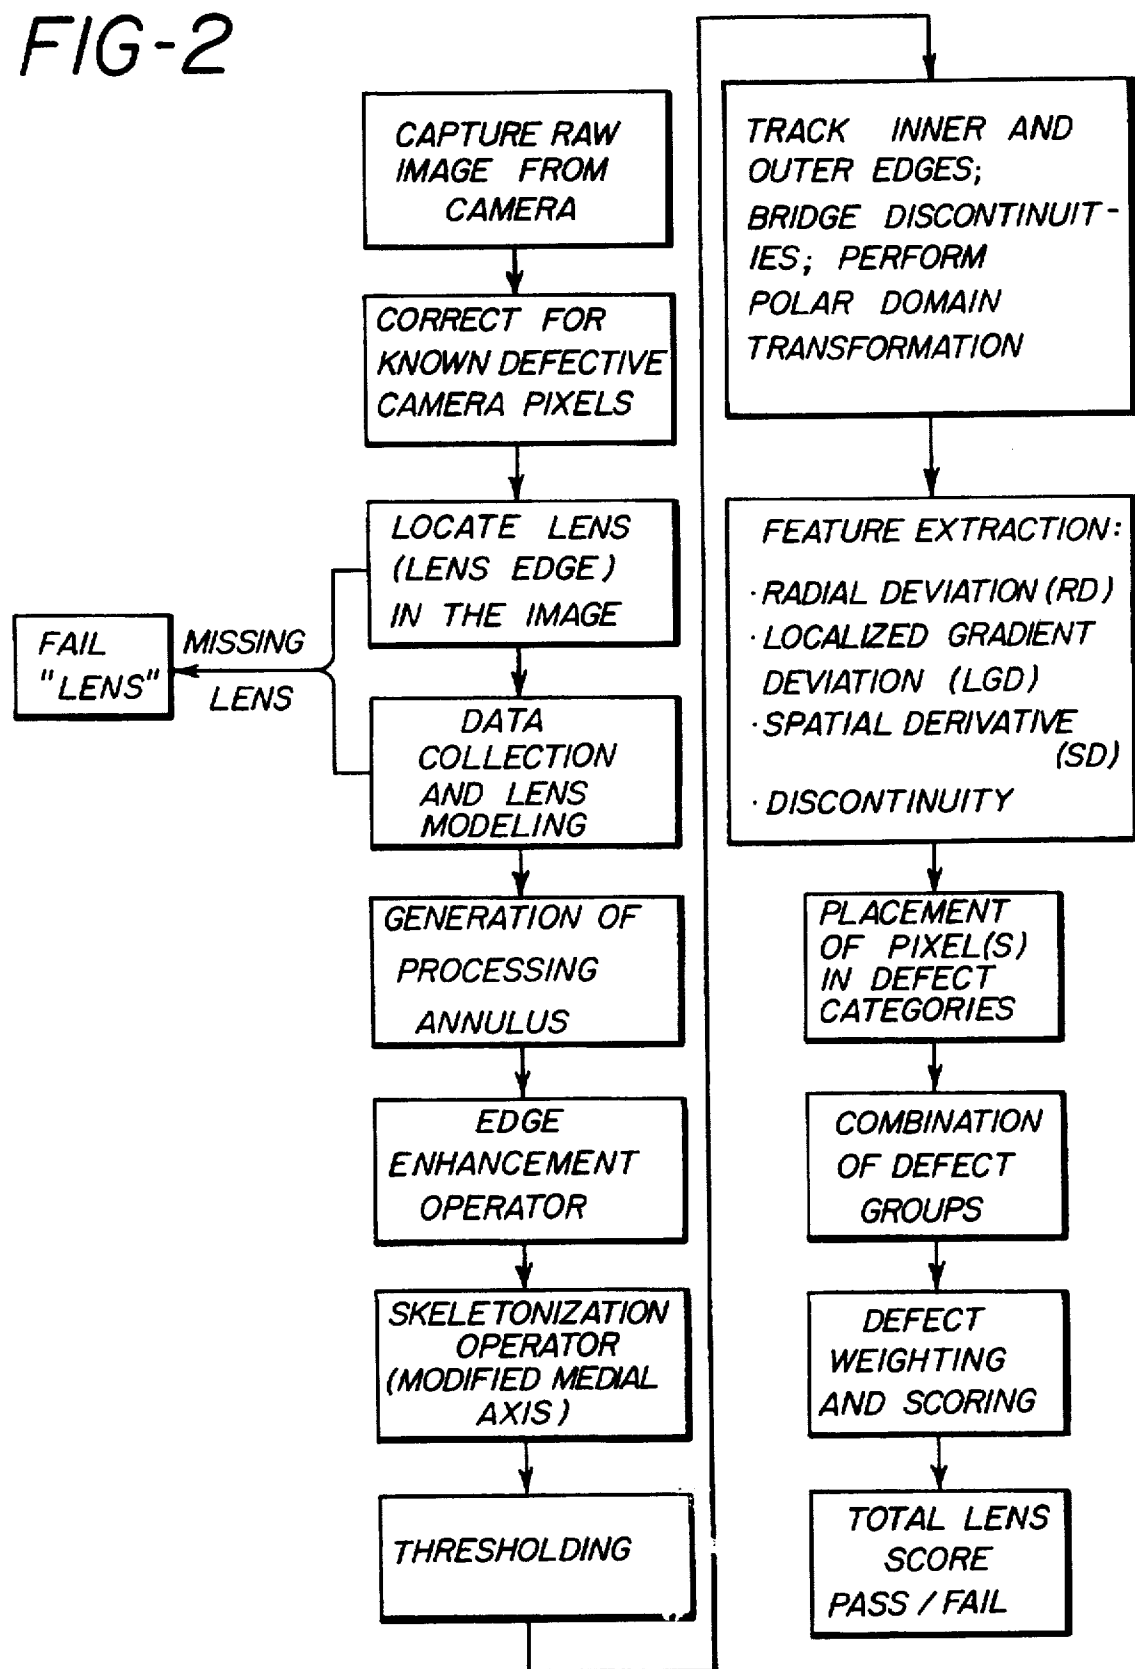 FIG-2
CAPTURE RAW
IMAGE FROM
CAMERA
CORRECT FOR
KNOWN DEFECTIVE
CAMERA PIXELS
LOCATE LENS
(LENS EDGE)
IN THE IMAGE
FAIL
"LENS"
MISSING
LENS
DATA
COLLECTION
AND LENS
MODELING
GENERATION OF
PROCESSING
ANNULUS
EDGE
ENHANCEMENT
OPERATOR
SKELETONIZATION
OPERATOR
(MODIFIED MEDIAL
AXIS)
THRESHOLDING
TRACK INNER AND
OUTER EDGES;
BRIDGE DISCONTINUIT-
IES; PERFORM
POLAR DOMAIN
TRANSFORMATION
FEATURE EXTRACTION:
· RADIAL DEVIATION (RD)
· LOCALIZED GRADIENT
DEVIATION (LGD)
· SPATIAL DERIVATIVE
(SD)
· DISCONTINUITY
PLACEMENT
OF PIXEL(S)
IN DEFECT
CATEGORIES
COMBINATION
OF DEFECT
GROUPS
DEFECT
WEIGHTING
AND SCORING
TOTAL LENS
SCORE
PASS / FAIL